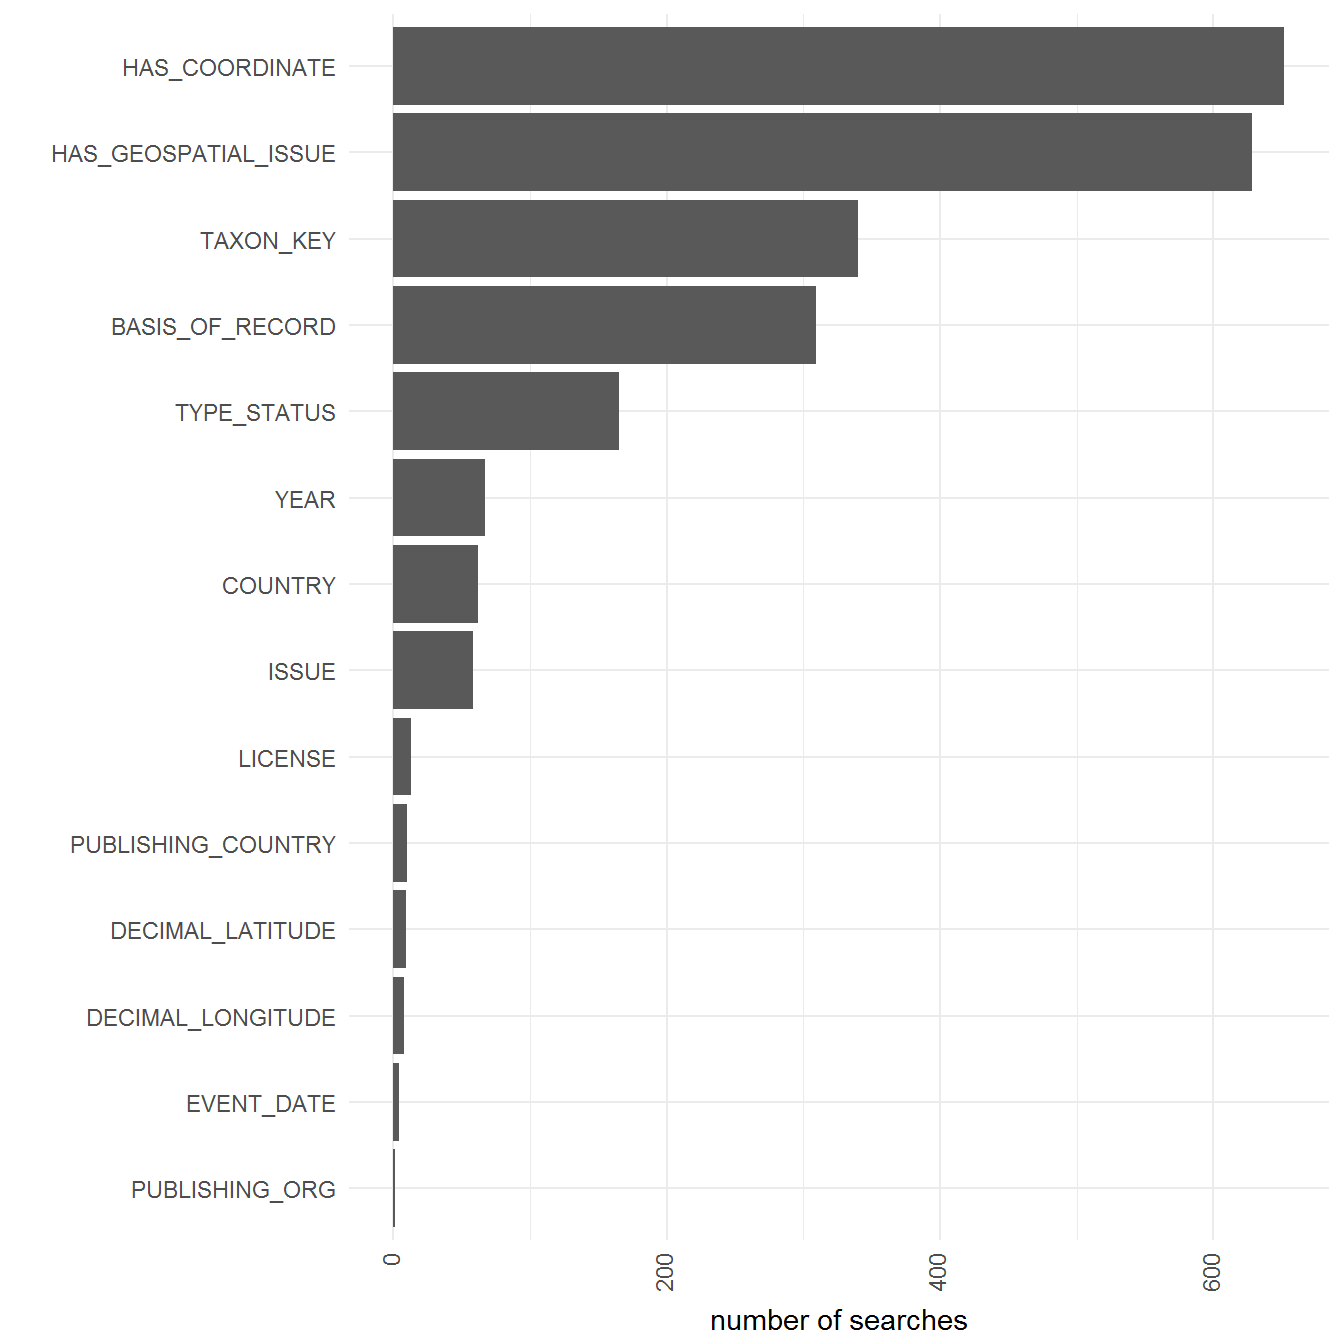 HAS_COORDINATE
HAS_GEOSPATIAL_ISSUE
TAXON_KEY
BASIS_OF_RECORD
TYPE_STATUS
YEAR
COUNTRY
ISSUE
LICENSE
PUBLISHING_COUNTRY
DECIMAL_LATITUDE
DECIMAL_LONGITUDE
EVENT_DATE
PUBLISHING_ORG
0
200
400
600
number of searches